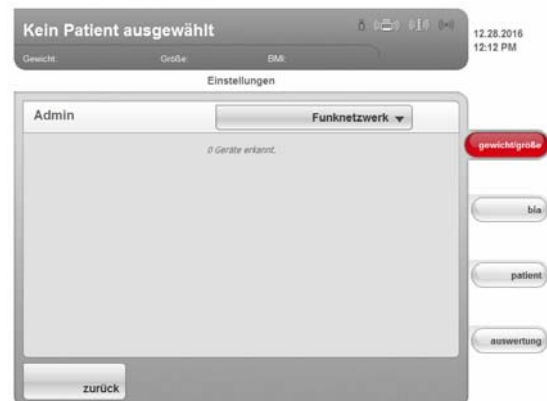 Kein Patient ausgewählt
12.28.2016
12:12 PM
Gewicht: Größe: BMI:
Einstellungen
Admin
Funknetzwerk
0 Geräte erkannt.
gewicht/größe
bia
patient
auswertung
zurück